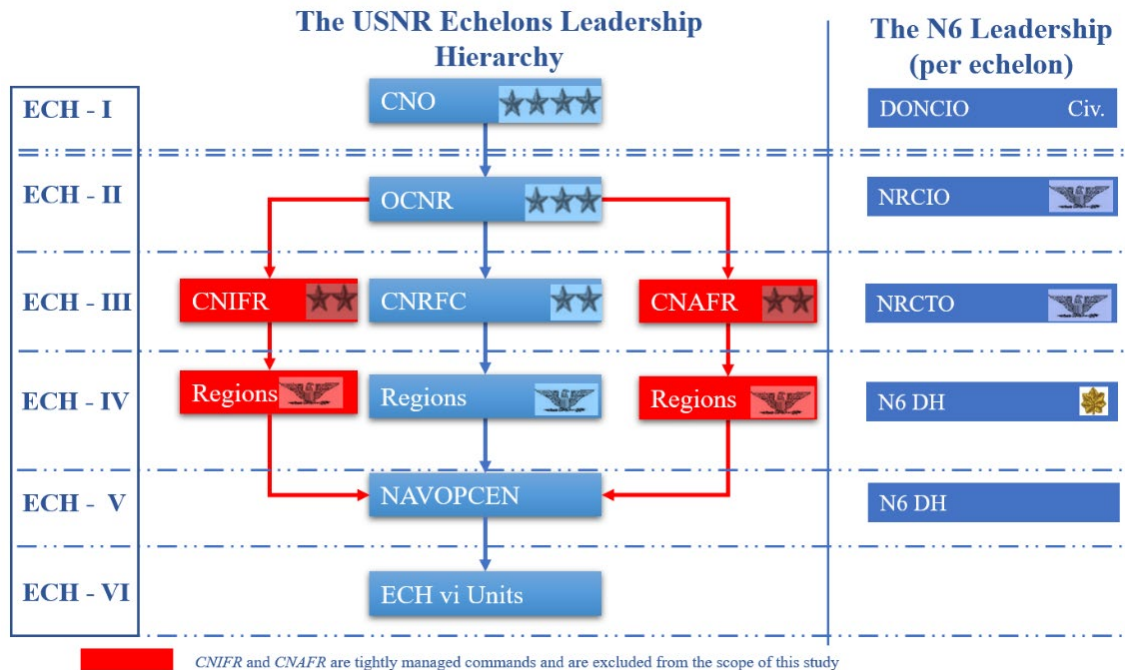 The USNR Echelons Leadership
Hierarchy
The N6 Leadership
(per echelon)
ECH - I
CNO
DONCIO Civ.
ECH - II
OCNR
NRCIO
ECH - III
CNIFR
CNRFC
CNAFR
NRCTO
ECH - IV
Regions
Regions
Regions
N6 DH
ECH - V
NAVOPCEN
N6 DH
ECH - VI
ECH vi Units
CNIFR and CNAFR are tightly managed commands and are excluded from the scope of this study